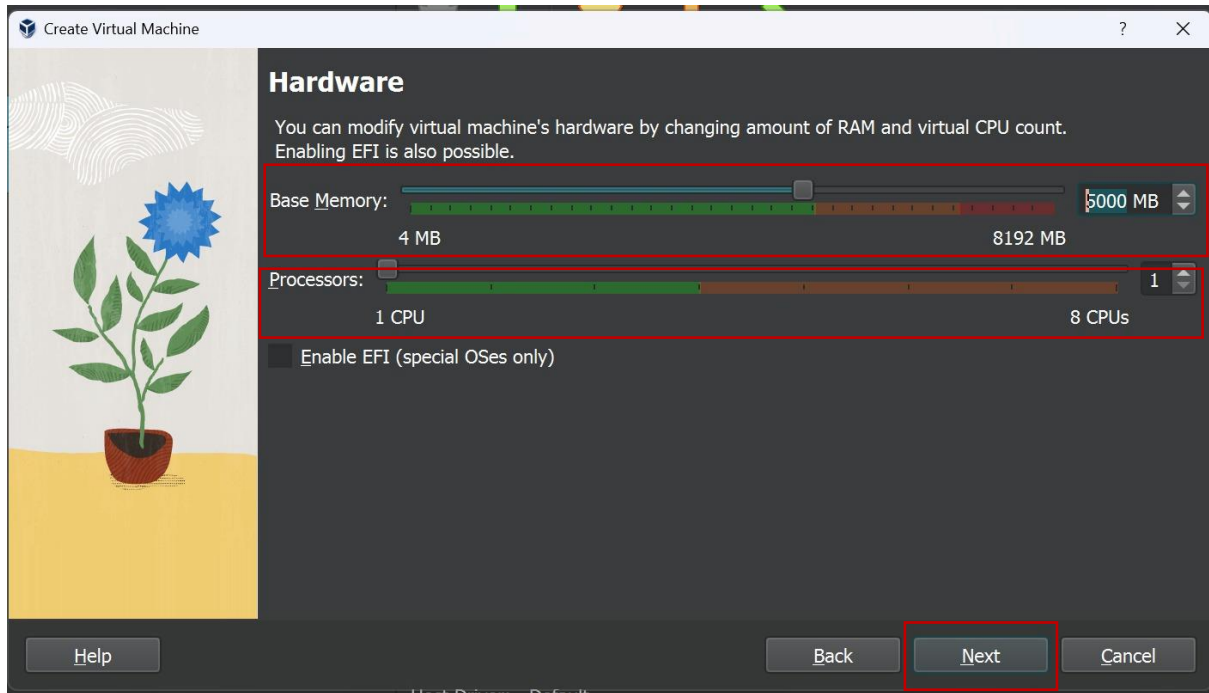 Create Virtual Machine
?
Hardware
You can modify virtual machine's hardware by changing amount of RAM and virtual CPU count.
Enabling EFI is also possible.
Base Memory:
5000 MB
4 MB
8192 MB
Processors:
1
1 CPU
8 CPUs
Enable EFI (special OSes only)
Help
Back
Next
Cancel